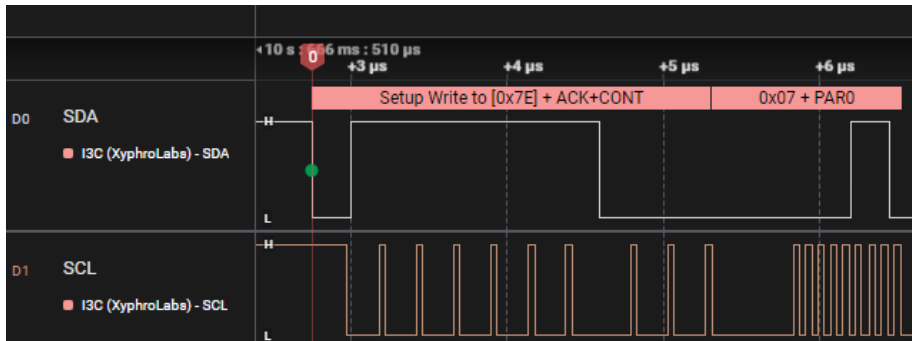 10 s : 666 ms : 510 µs
0
+3 µs
+4 µs
+5 µs
+6 µs
Setup Write to [0x7E] + ACK+CONT
0x07 + PAR0
D0
SDA
H
I3C (XyphroLabs) - SDA
L
D1
SCL
H
I3C (XyphroLabs) - SCL
L